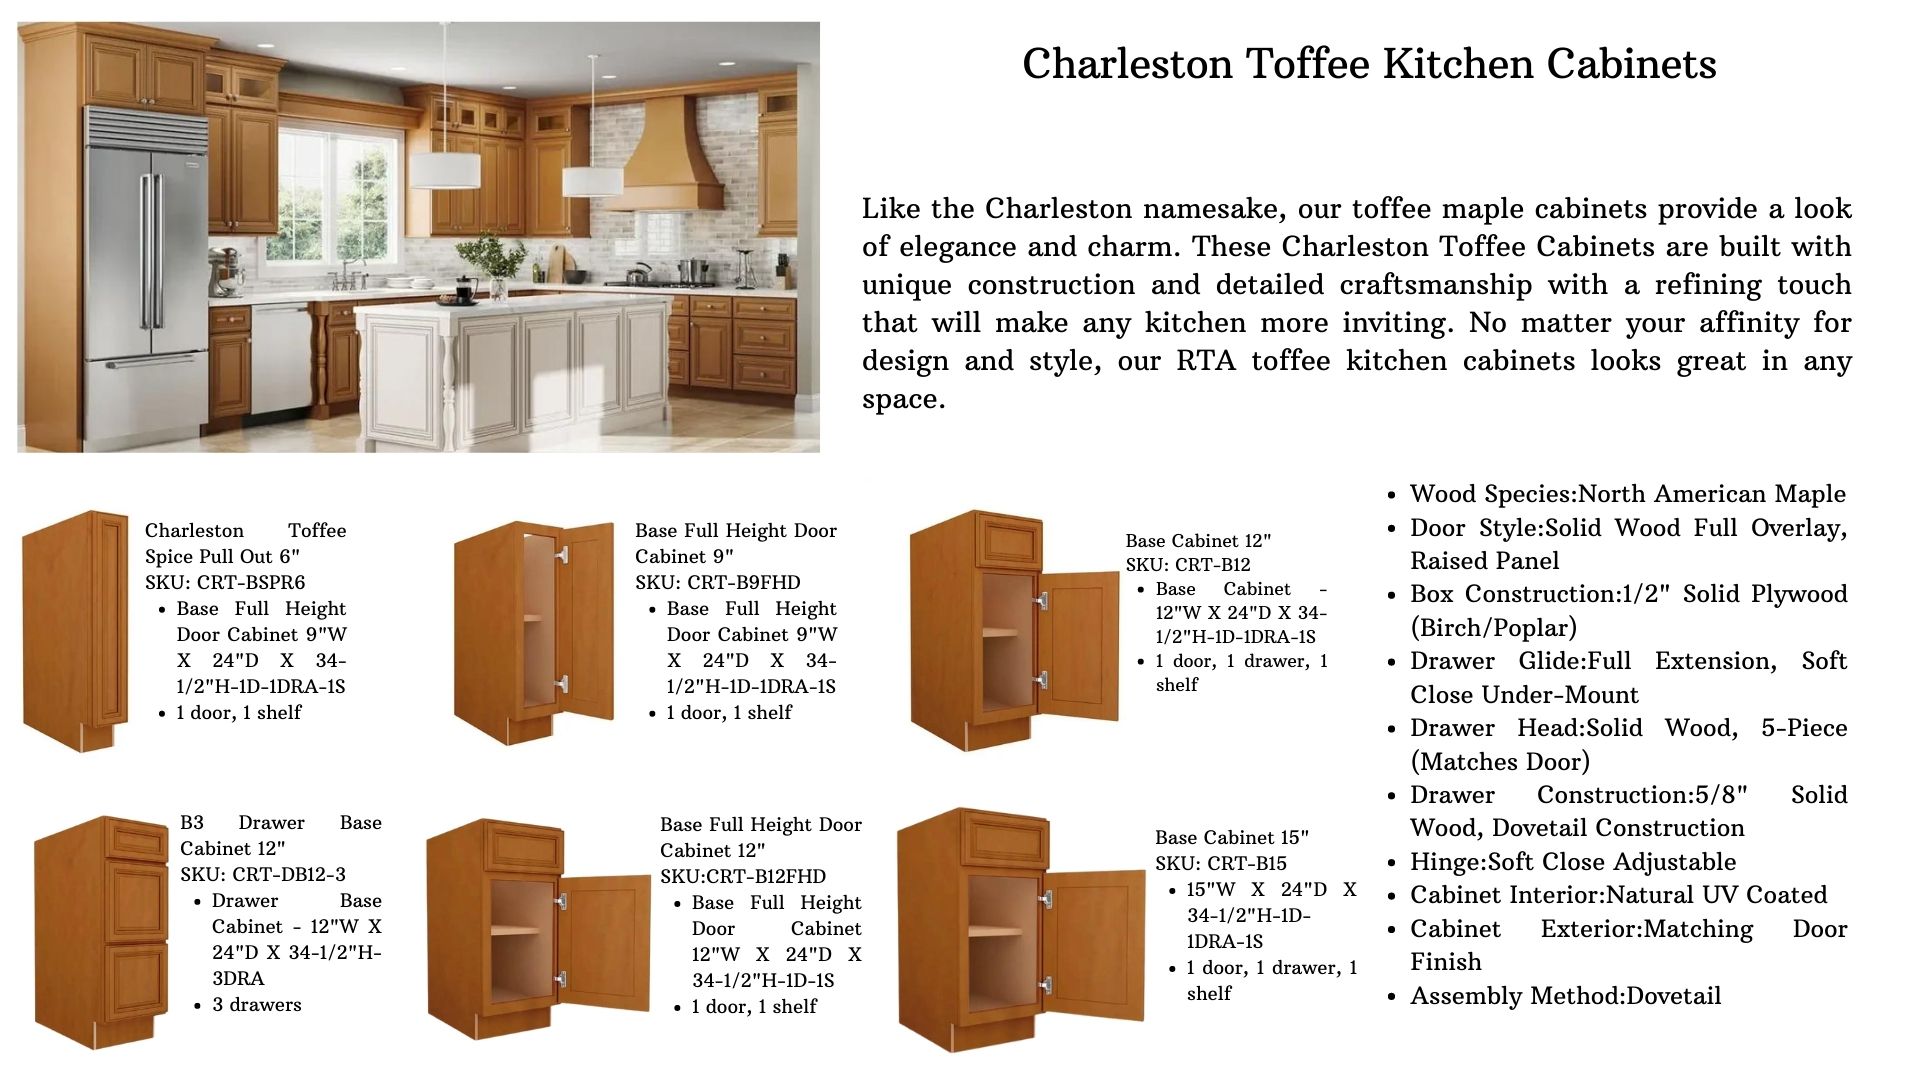 Charleston Toffee Kitchen Cabinets
Like the Charleston namesake, our toffee maple cabinets provide a look
of elegance and charm. These Charleston Toffee Cabinets are built with
unique construction and detailed craftsmanship with a refining touch
that will make any kitchen more inviting. No matter your affinity for
design and style, our RTA toffee kitchen cabinets looks great in any
space.
Charleston Toffee
Spice Pull Out 6"
SKU: CRT-BSPR6
• Base Full Height
Door Cabinet 9"W
X 24"D X 34-
1/2"H-1D-1DRA-1S
• 1 door, 1 shelf
Base Full Height Door
Cabinet 9"
SKU: CRT-B9FHD
• Base Full Height
Door Cabinet 9"W
X 24"D X 34-
1/2"H-1D-1DRA-1S
• 1 door, 1 shelf
Base Cabinet 12"
SKU: CRT-B12
• Base Cabinet -
12"W X 24"D X 34-
1/2"H-1D-1DRA-1S
• 1 door, 1 drawer, 1
shelf
B3 Drawer Base
Cabinet 12"
SKU: CRT-DB12-3
• Drawer Base
Cabinet - 12"W X
24"D X 34-1/2"H-
3DRA
• 3 drawers
Base Full Height Door
Cabinet 12"
SKU:CRT-B12FHD
• Base Full Height
Door Cabinet
12"W X 24"D X
34-1/2"H-1D-1S
• 1 door, 1 shelf
Base Cabinet 15"
SKU: CRT-B15
• 15"W X 24"D X
34-1/2"H-1D-
1DRA-1S
• 1 door, 1 drawer, 1
shelf
• Wood Species:North American Maple
• Door Style:Solid Wood Full Overlay,
Raised Panel
• Box Construction:1/2" Solid Plywood
(Birch/Poplar)
• Drawer Glide:Full Extension, Soft
Close Under-Mount
• Drawer Head:Solid Wood, 5-Piece
(Matches Door)
• Drawer Construction:5/8" Solid
Wood, Dovetail Construction
• Hinge:Soft Close Adjustable
• Cabinet Interior:Natural UV Coated
• Cabinet Exterior:Matching Door
Finish
• Assembly Method:Dovetail